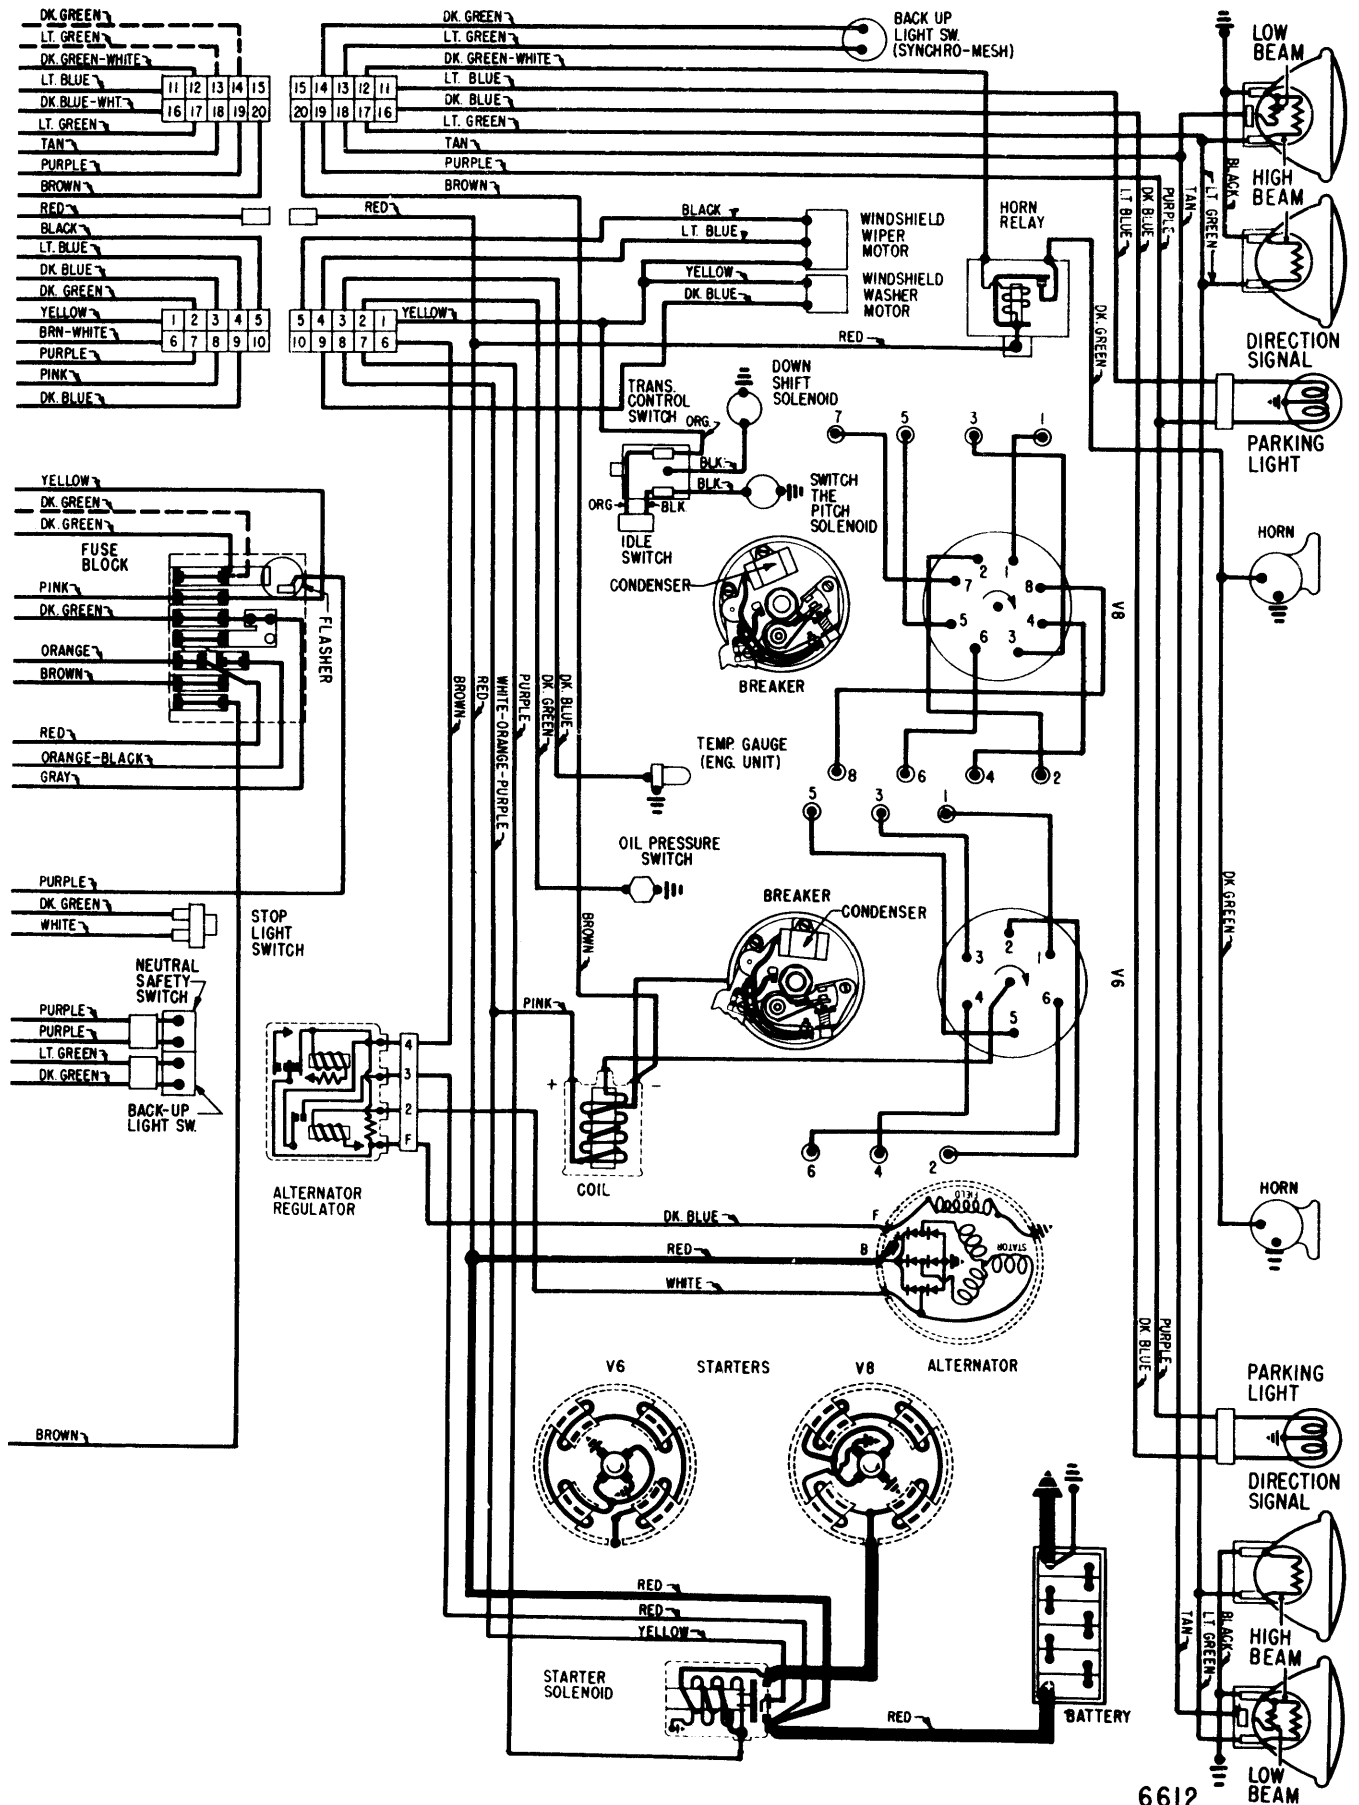 DK. GREEN
LT. GREEN
DK. GREEN-WHITE
LT. BLUE
DK. BLUE-WHT.
LT. GREEN
TAN
PURPLE
BROWN
RED
BLACK
LT. BLUE
DK. BLUE
DK. GREEN
YELLOW
BRN-WHITE
PURPLE
PINK
DK. BLUE
11 12 13 14 15
16 17 18 19 20
1 2 3 4 5
6 7 8 9 10
15 14 13 12 11
20 19 18 17 16
5 4 3 2 1
10 9 8 7 6
DK. GREEN
LT. GREEN
DK. GREEN-WHITE
LT. BLUE
DK. BLUE
LT. GREEN
TAN
PURPLE
BROWN
RED
BACK UP
LIGHT SW.
(SYNCHRO-MESH)
BLACK
LT. BLUE
YELLOW
DK. BLUE
YELLOW
RED
WINDSHIELD
WIPER
MOTOR
WINDSHIELD
WASHER
MOTOR
HORN
RELAY
LOW
BEAM
HIGH
BEAM
BLACK
LT. GREEN
TAN
PURPLE
DK. BLUE
LT. BLUE
DK. GREEN
DIRECTION
SIGNAL
PARKING
LIGHT
HORN
TRANS.
CONTROL
SWITCH
DOWN
SHIFT
SOLENOID
ORG.
BLK.
BLK.
ORG
BLK.
IDLE
SWITCH
SWITCH
THE
PITCH
SOLENOID
7
5
3
1
2
1
7
8
5
4
6
3
8
6
4
2
V8
CONDENSER
BREAKER
YELLOW
DK. GREEN
DK. GREEN
FUSE
BLOCK
PINK
DK. GREEN
ORANGE
BROWN
RED
ORANGE-BLACK
GRAY
FLASHER
PURPLE
DK. GREEN
WHITE
STOP
LIGHT
SWITCH
NEUTRAL
SAFETY
SWITCH
PURPLE
PURPLE
LT. GREEN
DK. GREEN
BACK-UP
LIGHT SW.
BROWN
BROWN
RED
WHITE-ORANGE-PURPLE
PURPLE
DK. GREEN
DK. BLUE
TEMP. GAUGE
(ENG. UNIT)
OIL PRESSURE
SWITCH
BROWN
BREAKER
CONDENSER
5
3
1
2
3
1
4
6
5
6
4
2
V6
DK GREEN
PINK
+
-
COIL
4
3
2
F
ALTERNATOR
REGULATOR
DK. BLUE
RED
WHITE
F
B
FIELD
STATOR
ALTERNATOR
HORN
V6
STARTERS
V8
PURPLE
DK BLUE
PARKING
LIGHT
DIRECTION
SIGNAL
RED
RED
YELLOW
STARTER
SOLENOID
RED
BATTERY
TAN
LT. GREEN
BLACK
HIGH
BEAM
LOW
BEAM
6612